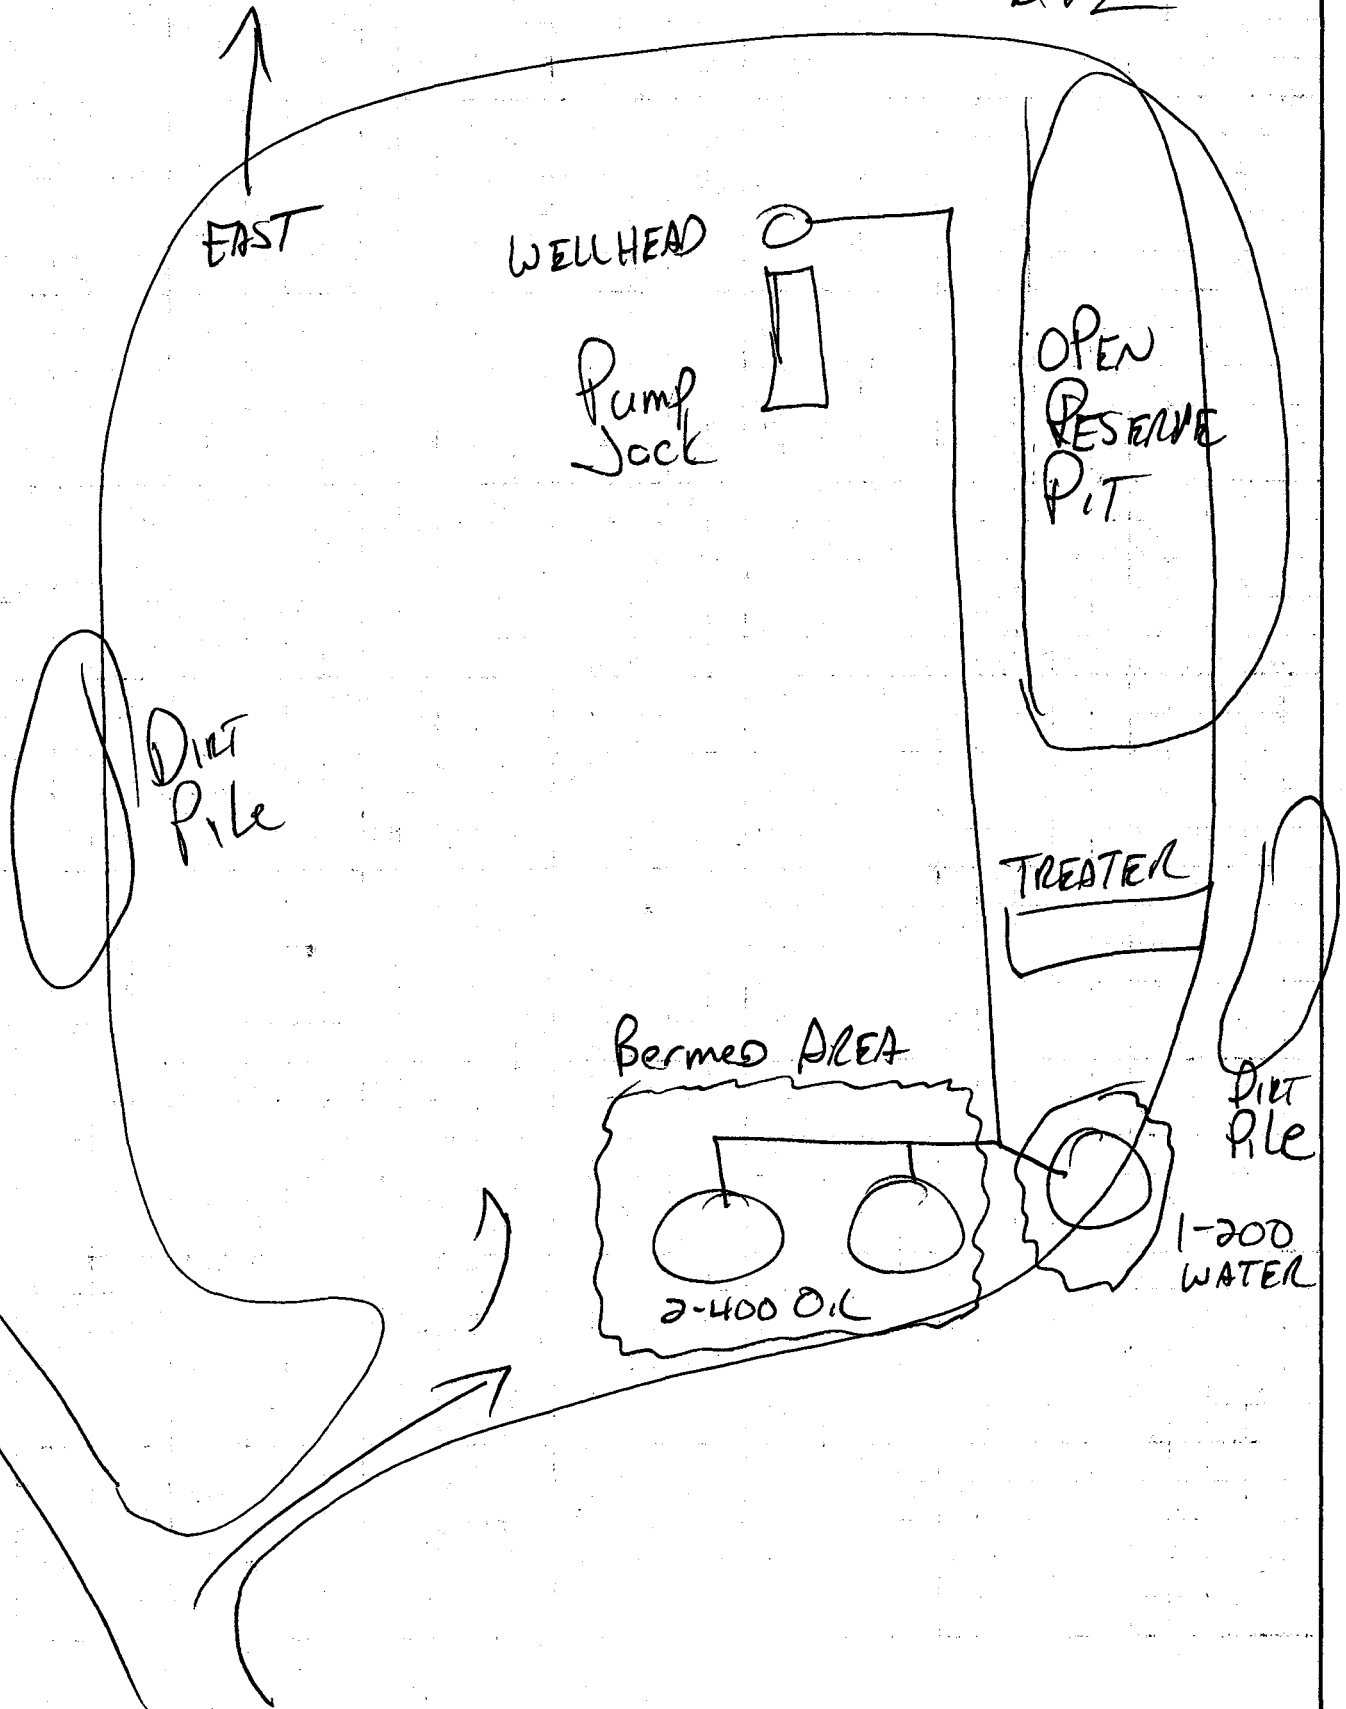 EAST
WELLHEAD
Pump
Jack
OPEN
RESERVE
PIT
DIRT
PiLe
TREATER
Bermed AREA
DIRT
PiLe
2-400 OiL
1-200
WATER